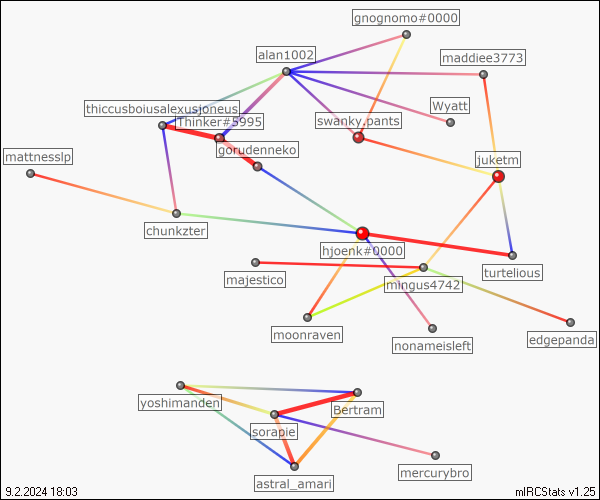 gnognomo#0000
alan1002
maddiee3773
thiccusboiusalexusjoneus
Wyatt
Thinker#5995
swanky.pants
gorudenneko
mattnesslp
juketm
chunkzter
hjoenk#0000
turtelious
majestico
mingus4742
moonraven
nonameisleft
edgepanda
yoshimanden
Bertram
sorapie
mercurybro
astral_amari
9.2.2024 18:03
mIRCStats v1.25